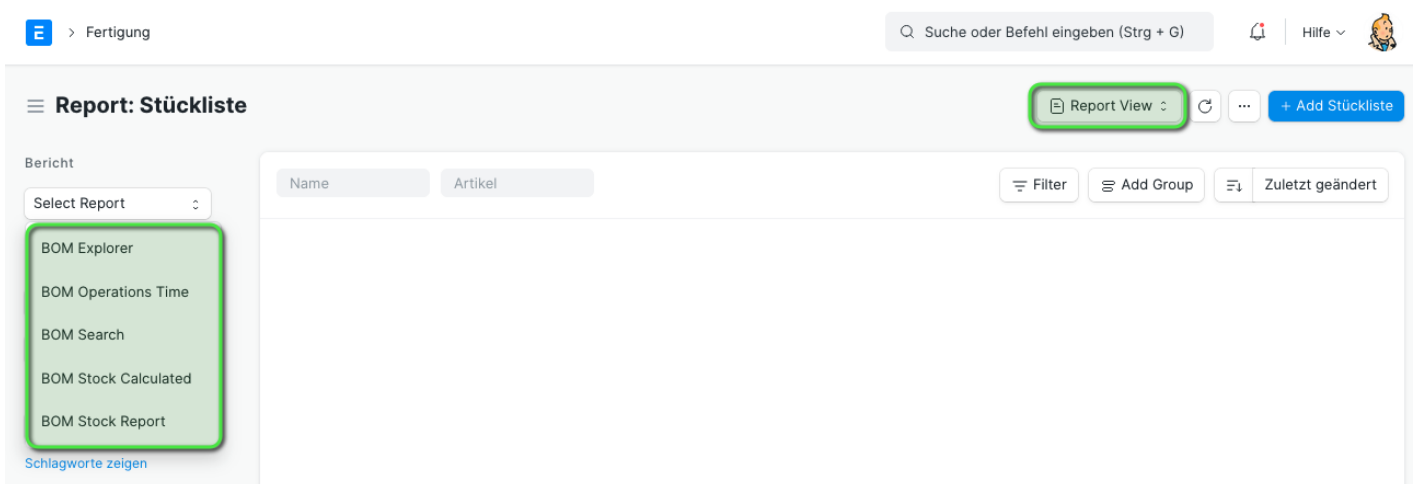 E > Fertigung
Suche oder Befehl eingeben (Strg + G)
Hilfe
Report: Stückliste
Report View
...
+ Add Stückliste
Bericht
Select Report
BOM Explorer
BOM Operations Time
BOM Search
BOM Stock Calculated
BOM Stock Report
Schlagworte zeigen
Name
Artikel
Filter
Add Group
Zuletzt geändert